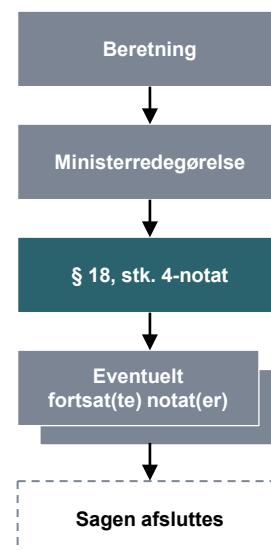 Beretning
Ministerredegørelse
§ 18, stk. 4-notat
Eventuelt
fortsat(te) notat(er)
Sagen afsluttes